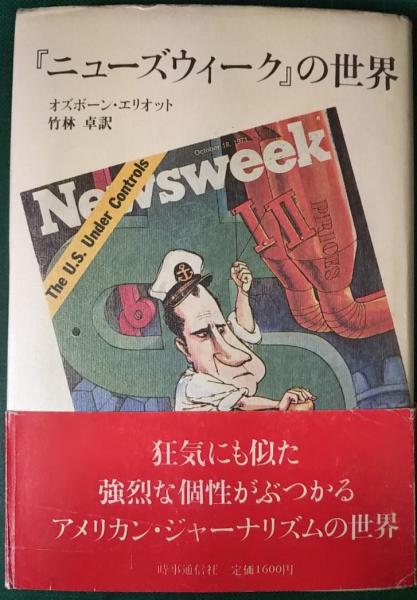 『ニューズウィーク』の世界
オズボーン・エリオット
竹林 卓訳
October 18, 1971
Newsweek
The U.S. Under Controls
I II
PRICES
6
狂気にも似た
強烈な個性がぶつかる
アメリカン・ジャーナリズムの世界
時事通信社 定価1600円